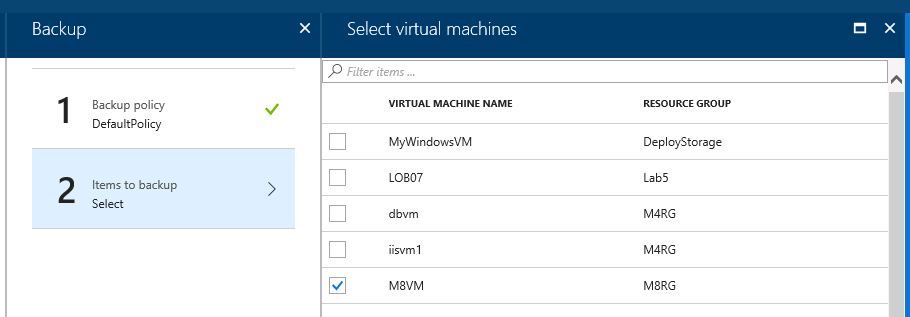 Backup
Select virtual machines
Filter items ...
1 Backup policy
DefaultPolicy
2 Items to backup
Select
VIRTUAL MACHINE NAME RESOURCE GROUP
MyWindowsVM DeployStorage
LOB07 Lab5
dbvm M4RG
iisvm1 M4RG
M8VM M8RG